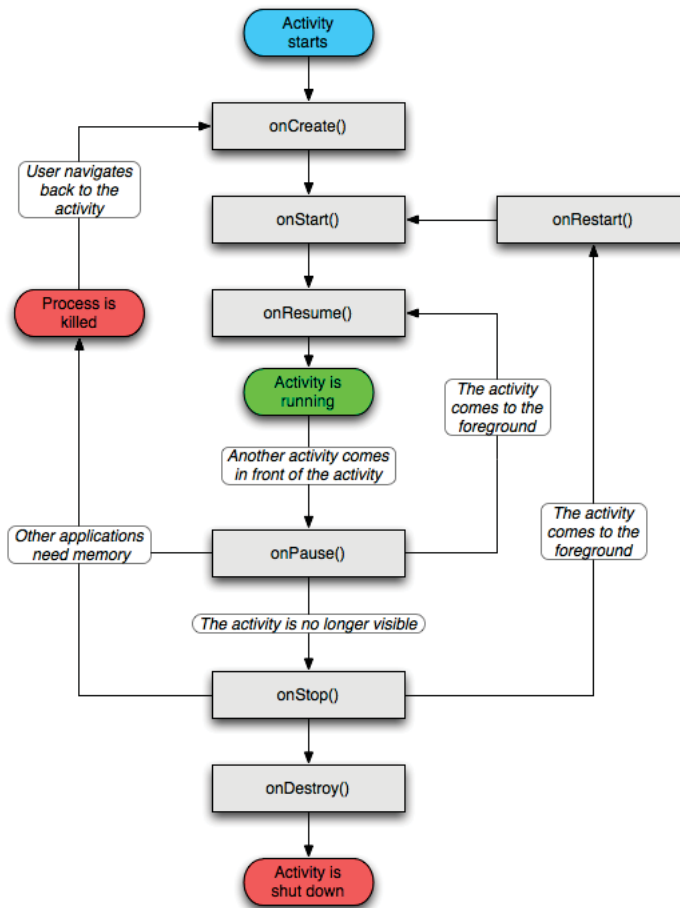 Activity
starts
onCreate()
User navigates
back to the
activity
onStart()
onRestart()
Process is
killed
onResume()
Activity is
running
The activity
comes to the
foreground
Another activity comes
in front of the activity
Other applications
need memory
onPause()
The activity
comes to the
foreground
The activity is no longer visible
onStop()
onDestroy()
Activity is
shut down